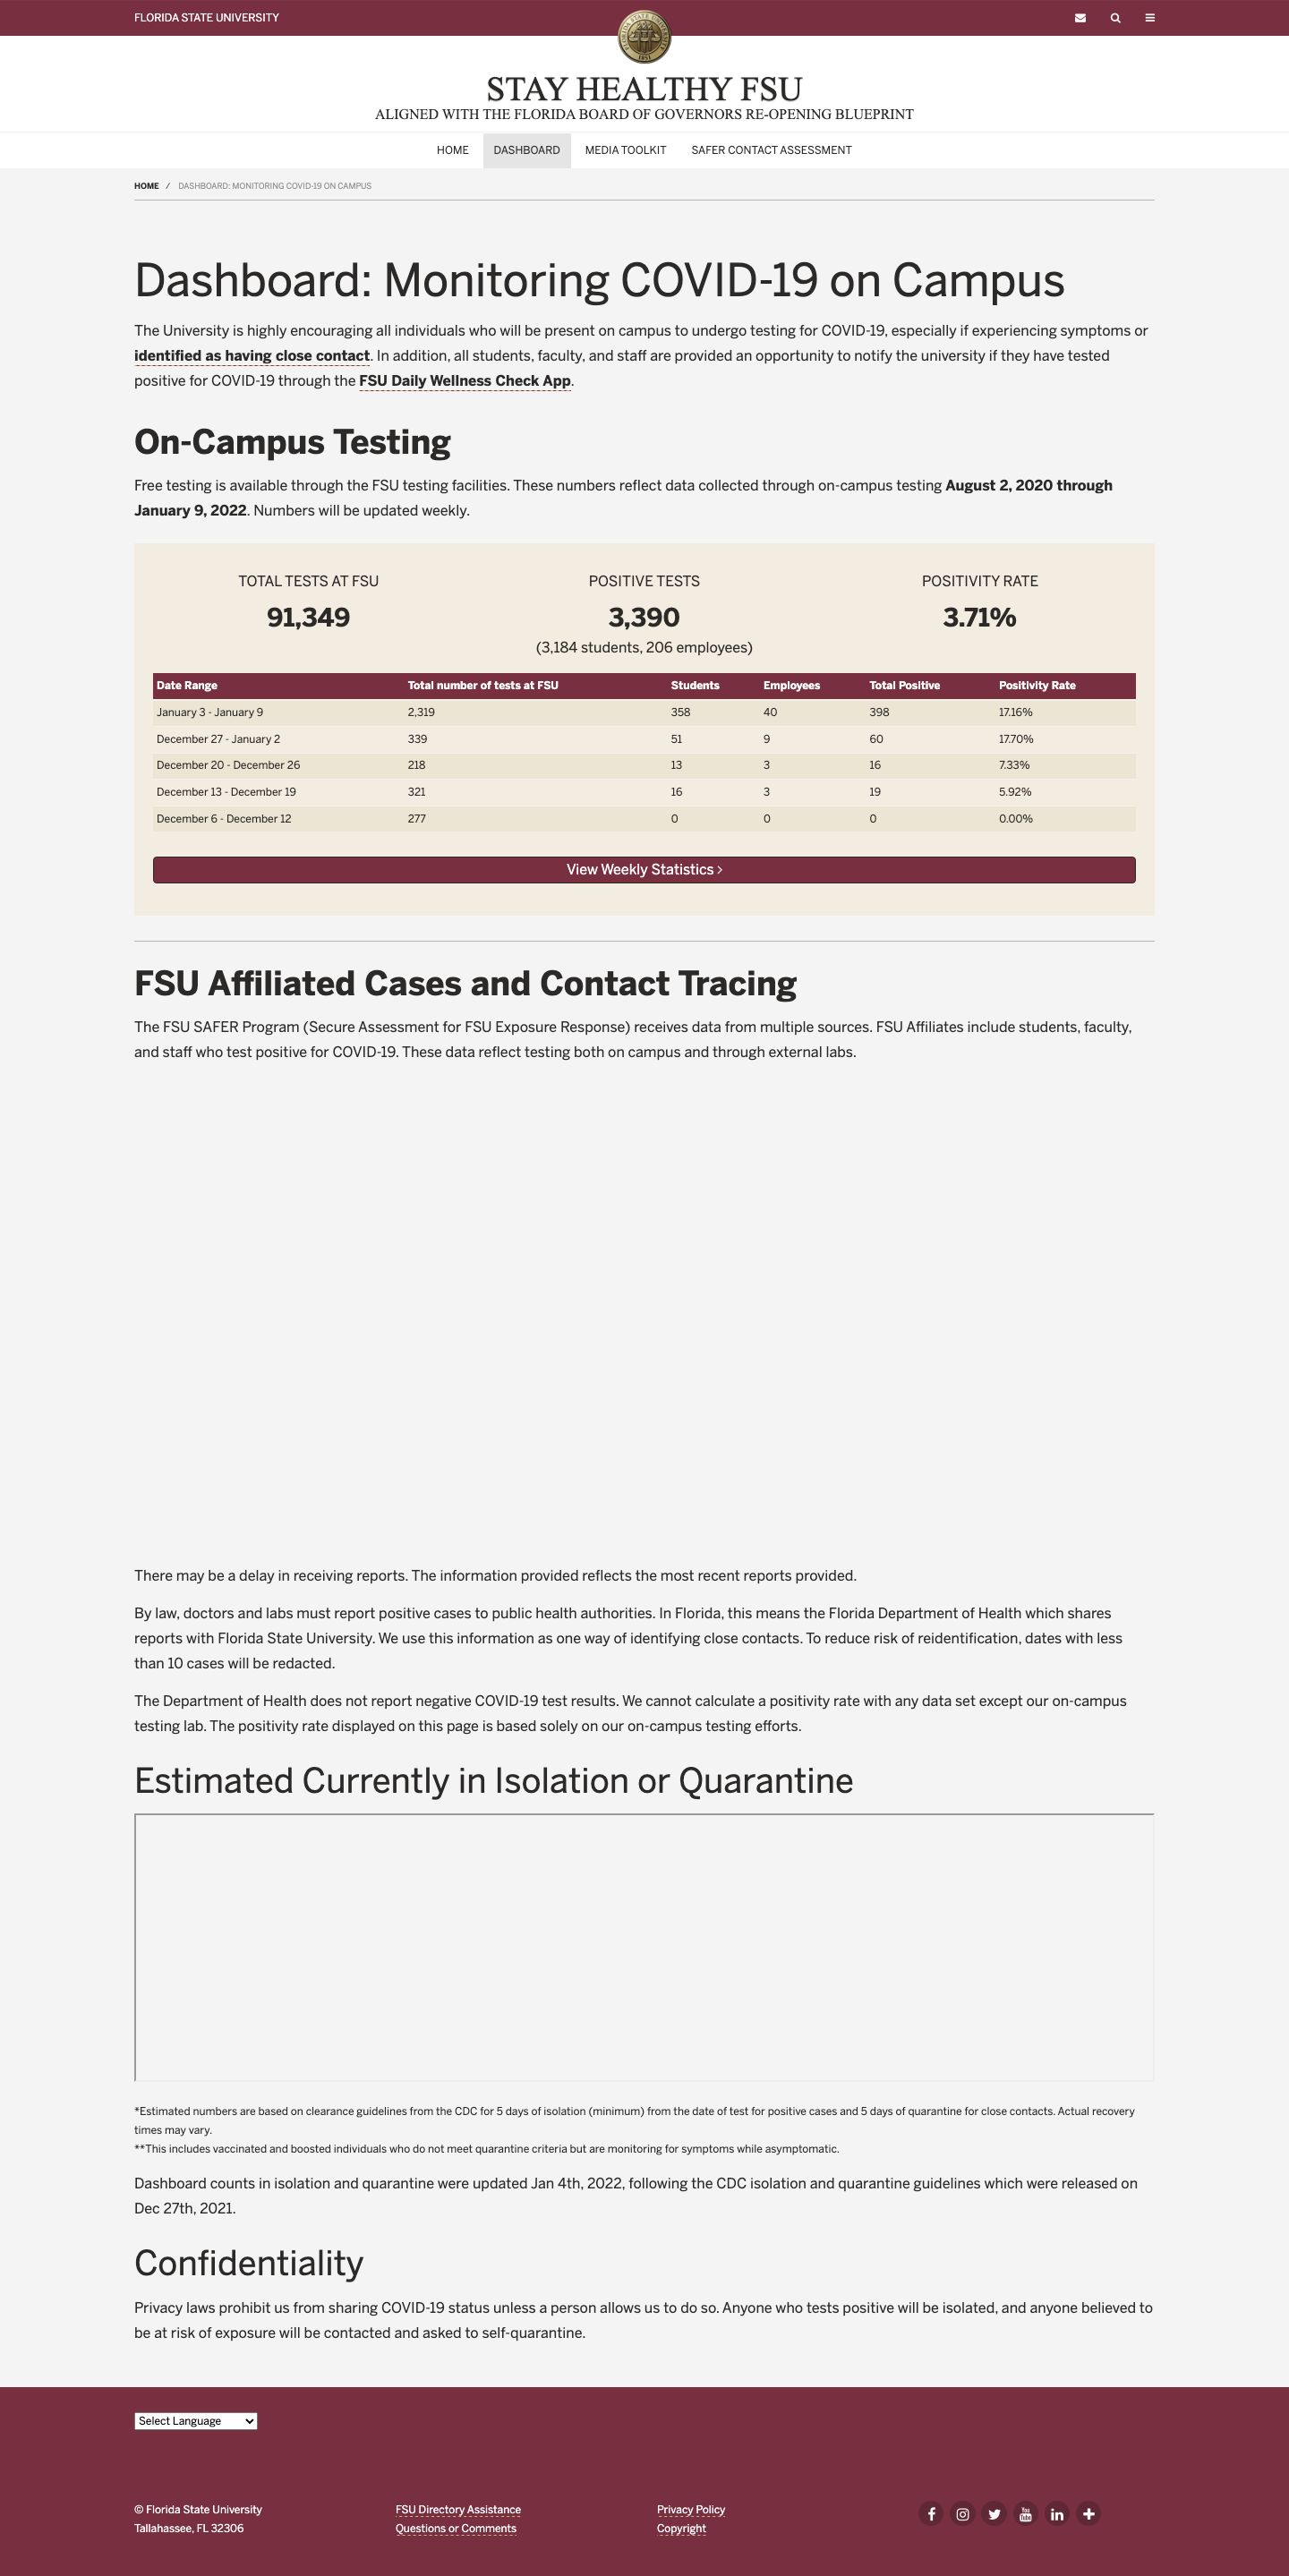 FLORIDA STATE UNIVERSITY
STAY HEALTHY FSU
ALIGNED WITH THE FLORIDA BOARD OF GOVERNORS RE-OPENING BLUEPRINT
HOME DASHBOARD MEDIA TOOLKIT SAFER CONTACT ASSESSMENT
HOME / DASHBOARD: MONITORING COVID-19 ON CAMPUS
Dashboard: Monitoring COVID-19 on Campus
The University is highly encouraging all individuals who will be present on campus to undergo testing for COVID-19, especially if experiencing symptoms or
identified as having close contact. In addition, all students, faculty, and staff are provided an opportunity to notify the university if they have tested
positive for COVID-19 through the FSU Daily Wellness Check App.
On-Campus Testing
Free testing is available through the FSU testing facilities. These numbers reflect data collected through on-campus testing August 2, 2020 through
January 9, 2022. Numbers will be updated weekly.
TOTAL TESTS AT FSU POSITIVE TESTS POSITIVITY RATE
91,349 3,390 3.71%
(3,184 students, 206 employees)
Date Range Total number of tests at FSU Students Employees Total Positive Positivity Rate
January 3 - January 9 2,319 358 40 398 17.16%
December 27 - January 2 339 51 9 60 17.70%
December 20 - December 26 218 13 3 16 7.33%
December 13 - December 19 321 16 3 19 5.92%
December 6 - December 12 277 0 0 0 0.00%
View Weekly Statistics >
FSU Affiliated Cases and Contact Tracing
The FSU SAFER Program (Secure Assessment for FSU Exposure Response) receives data from multiple sources. FSU Affiliates include students, faculty,
and staff who test positive for COVID-19. These data reflect testing both on campus and through external labs.
There may be a delay in receiving reports. The information provided reflects the most recent reports provided.
By law, doctors and labs must report positive cases to public health authorities. In Florida, this means the Florida Department of Health which shares
reports with Florida State University. We use this information as one way of identifying close contacts. To reduce risk of reidentification, dates with less
than 10 cases will be redacted.
The Department of Health does not report negative COVID-19 test results. We cannot calculate a positivity rate with any data set except our on-campus
testing lab. The positivity rate displayed on this page is based solely on our on-campus testing efforts.
Estimated Currently in Isolation or Quarantine
*Estimated numbers are based on clearance guidelines from the CDC for 5 days of isolation (minimum) from the date of test for positive cases and 5 days of quarantine for close contacts. Actual recovery
times may vary.
**This includes vaccinated and boosted individuals who do not meet quarantine criteria but are monitoring for symptoms while asymptomatic.
Dashboard counts in isolation and quarantine were updated Jan 4th, 2022, following the CDC isolation and quarantine guidelines which were released on
Dec 27th, 2021.
Confidentiality
Privacy laws prohibit us from sharing COVID-19 status unless a person allows us to do so. Anyone who tests positive will be isolated, and anyone believed to
be at risk of exposure will be contacted and asked to self-quarantine.
Select Language
© Florida State University FSU Directory Assistance Privacy Policy
Tallahassee, FL 32306 Questions or Comments Copyright